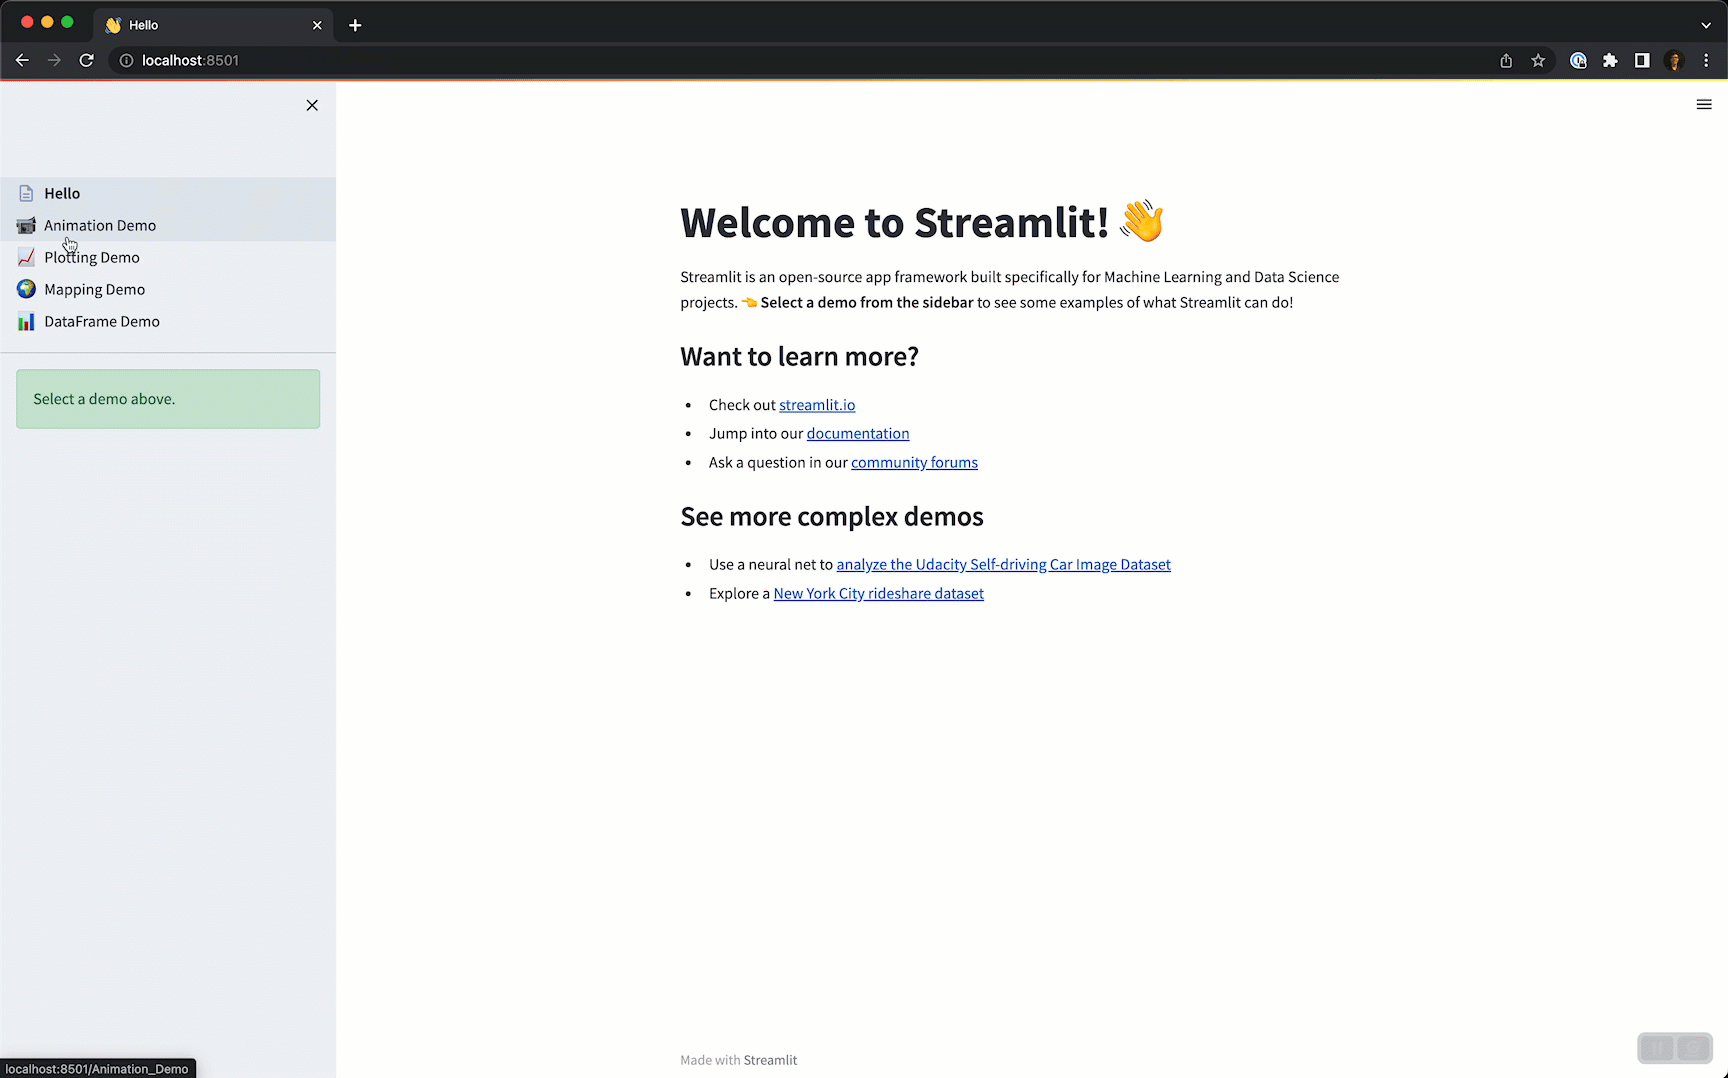 Hello
localhost:8501
Hello
Animation Demo
Plotting Demo
Mapping Demo
DataFrame Demo
Select a demo above.
Welcome to Streamlit! 👋
Streamlit is an open-source app framework built specifically for Machine Learning and Data Science
projects. 👈 Select a demo from the sidebar to see some examples of what Streamlit can do!
Want to learn more?
• Check out streamlit.io
• Jump into our documentation
• Ask a question in our community forums
See more complex demos
• Use a neural net to analyze the Udacity Self-driving Car Image Dataset
• Explore a New York City rideshare dataset
Made with Streamlit
localhost:8501/Animation_Demo